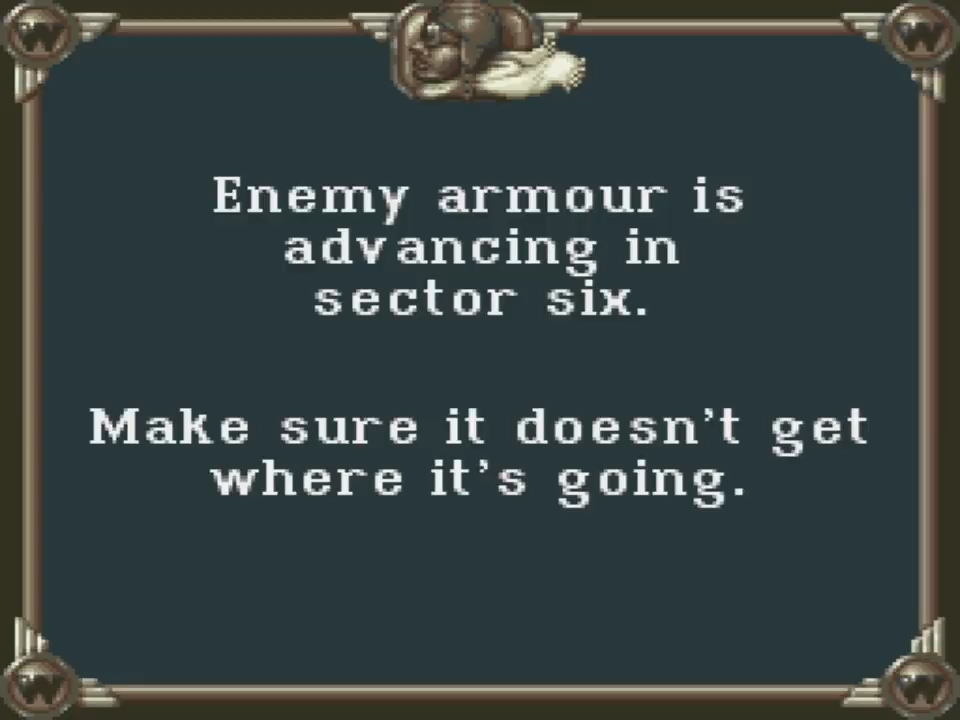 Enemy armour is
advancing in
sector six.
Make sure it doesn't get
where it's going.